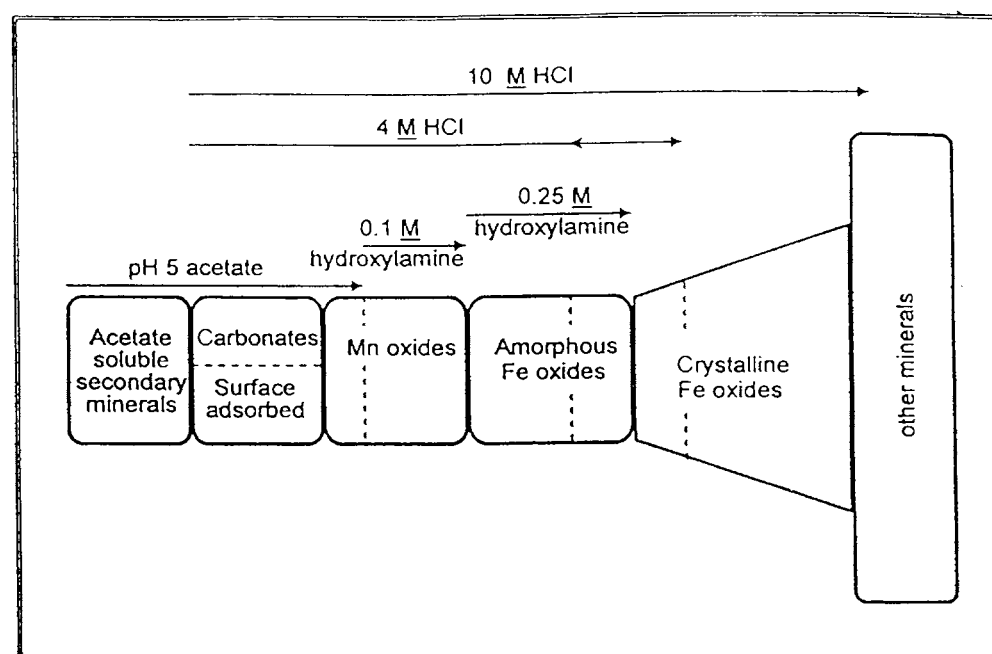 10 M HCl
4 M HCl
0.25 M
hydroxylamine
0.1 M
hydroxylamine
pH 5 acetate
Acetate
soluble
secondary
minerals
Carbonates
Surface
adsorbed
Mn oxides
Amorphous
Fe oxides
Crystalline
Fe oxides
other minerals